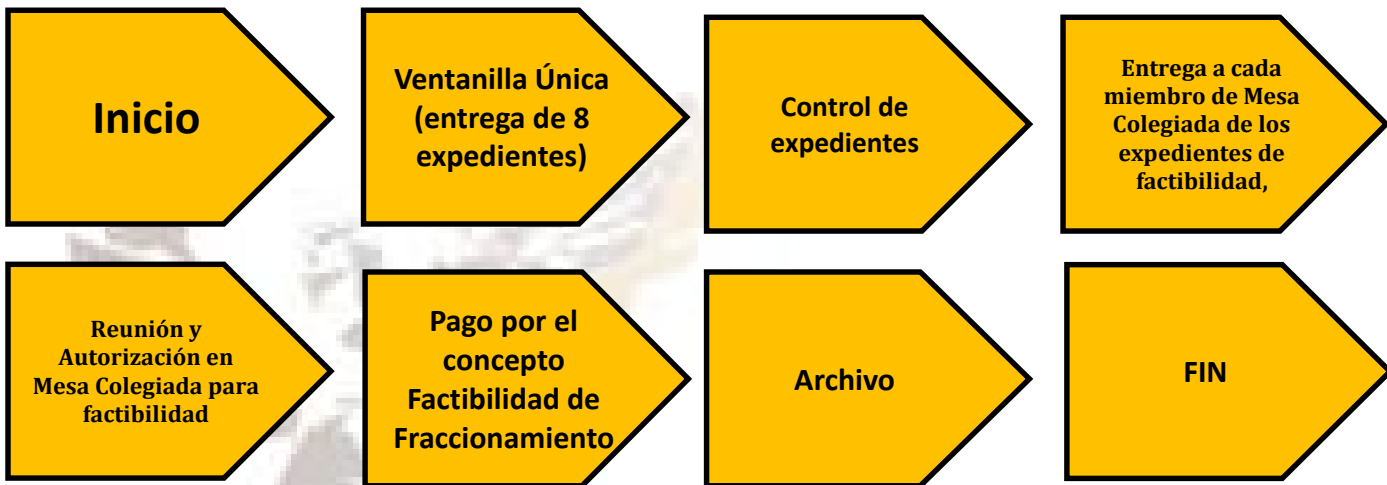 Inicio
Ventanilla Única
(entrega de 8
expedientes)
Control de
expedientes
Entrega a cada
miembro de Mesa
Colegiada de los
expedientes de
factibilidad,
Reunión y
Autorización en
Mesa Colegiada para
factibilidad
Pago por el
concepto
Factibilidad de
Fraccionamiento
Archivo
FIN